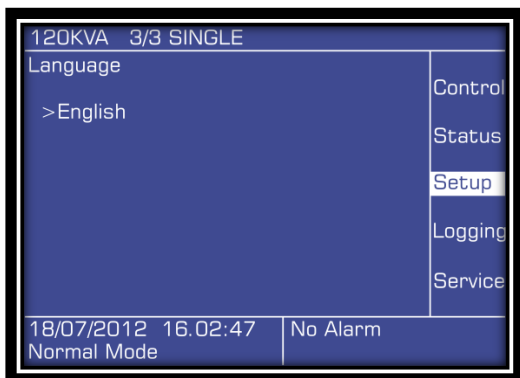 120KVA 3/3 SINGLE
Language
>English
Control
Status
Setup
Logging
Service
18/07/2012 16.02:47
Normal Mode
No Alarm